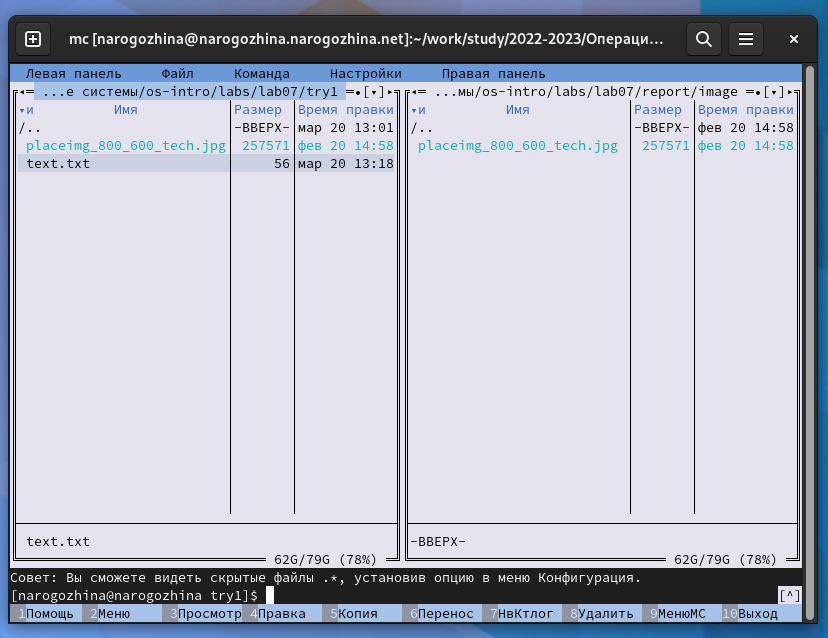 mc [narogozhina@narogozhina.narogozhina.net]:~/work/study/2022-2023/Операци...
Левая панель Файл Команда Настройки Правая панель
...е системы/os-intro/labs/lab07/try1 [▾] ...мы/os-intro/labs/lab07/report/image [▾]
▾и Имя Размер Время правки ▾и Имя Размер Время правки
/.. -ВВЕРХ- мар 20 13:01 /.. -ВВЕРХ- фев 20 14:58
placeimg_800_600_tech.jpg 257571 фев 20 14:58 placeimg_800_600_tech.jpg 257571 фев 20 14:58
text.txt 56 мар 20 13:18
text.txt -ВВЕРХ-
62G/79G (78%) 62G/79G (78%)
Совет: Вы сможете видеть скрытые файлы .*, установив опцию в меню Конфигурация.
[narogozhina@narogozhina try1]$ [^]
1Помощь 2Меню 3Просмотр 4Правка 5Копия 6Перенос 7НвКтлог 8Удалить 9МенюМС 10Выход